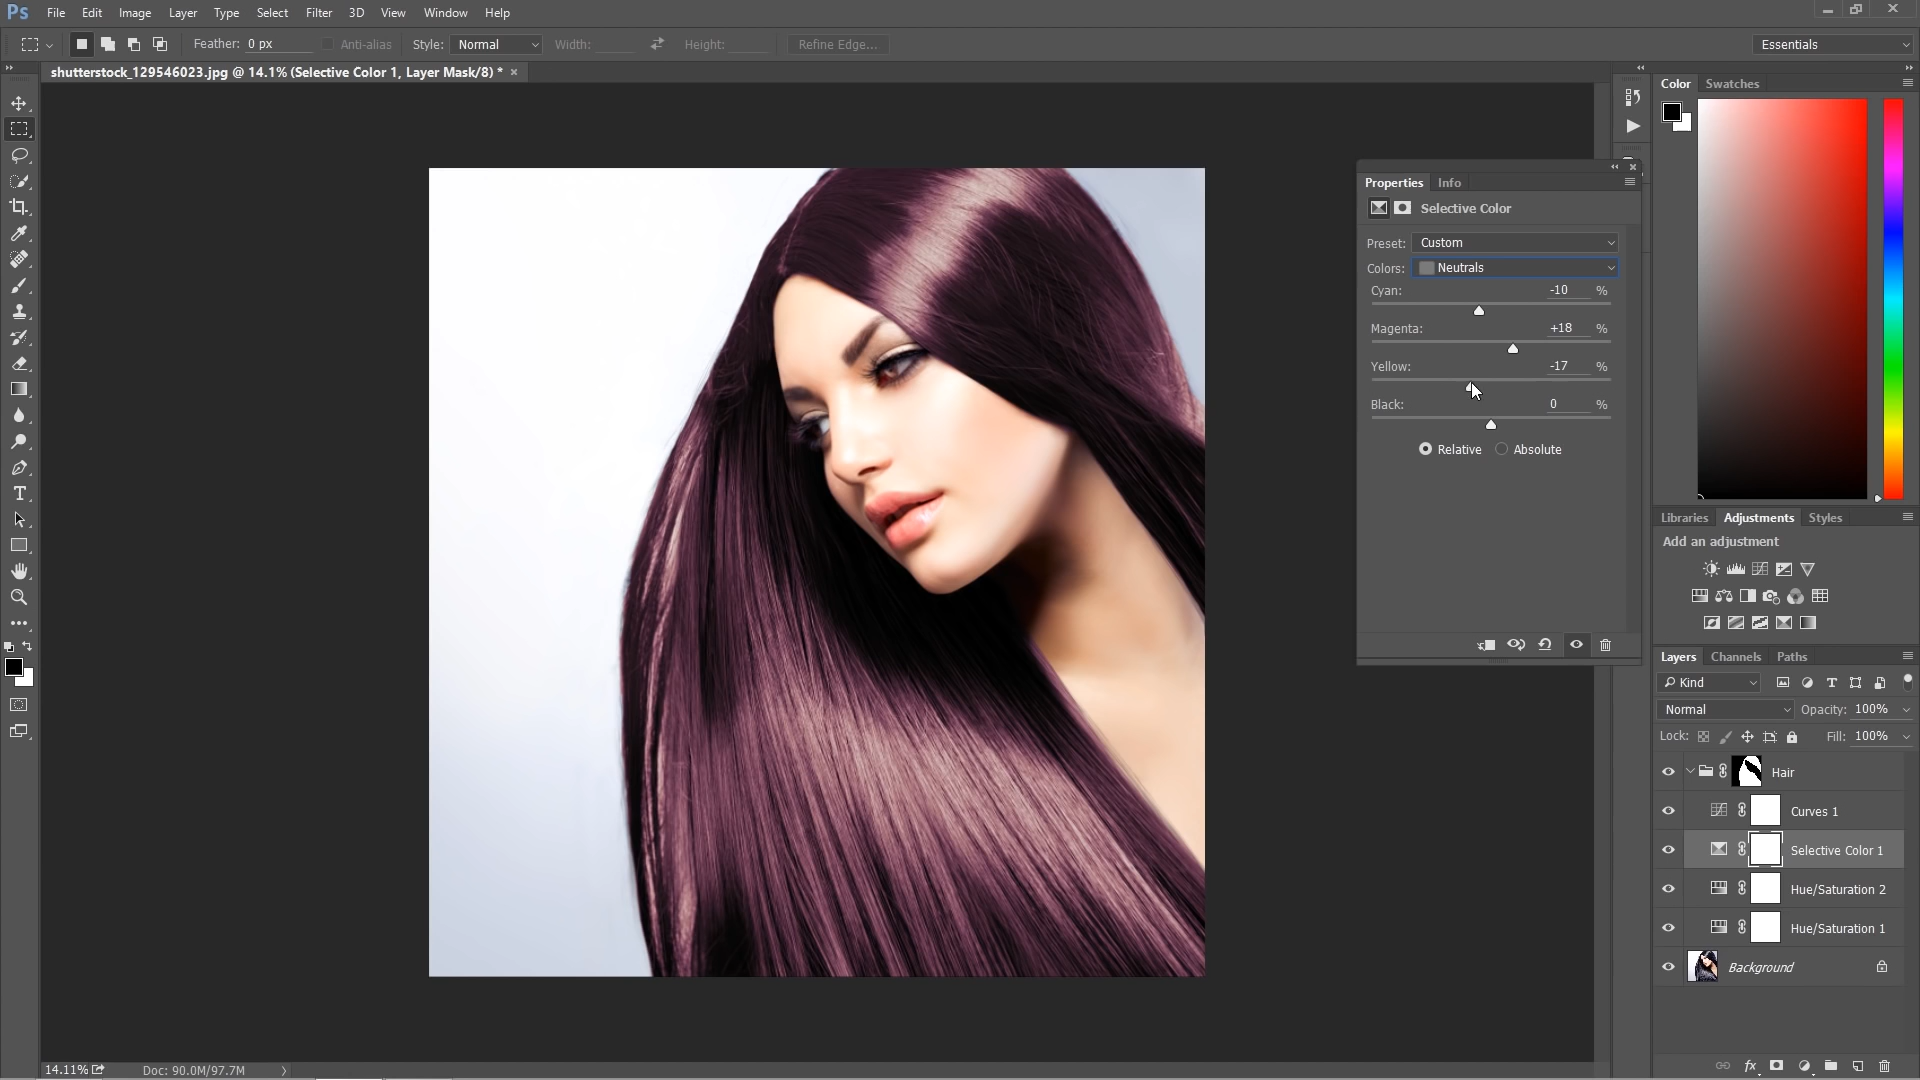 Ps File Edit Image Layer Type Select Filter 3D View Window Help
Feather: 0 px Anti-alias Style: Normal Width: Height: Refine Edge... Essentials
shutterstock_129546023.jpg @ 14.1% (Selective Color 1, Layer Mask/8) * ×
Color Swatches
Properties Info
Selective Color
Preset: Custom
Colors: Neutrals
Cyan: -10 %
Magenta: +18 %
Yellow: -17 %
Black: 0 %
Relative Absolute
Libraries Adjustments Styles
Add an adjustment
Layers Channels Paths
Kind
Normal Opacity: 100%
Lock: Fill: 100%
Hair
Curves 1
Selective Color 1
Hue/Saturation 2
Hue/Saturation 1
Background
14.11% Doc: 90.0M/97.7M